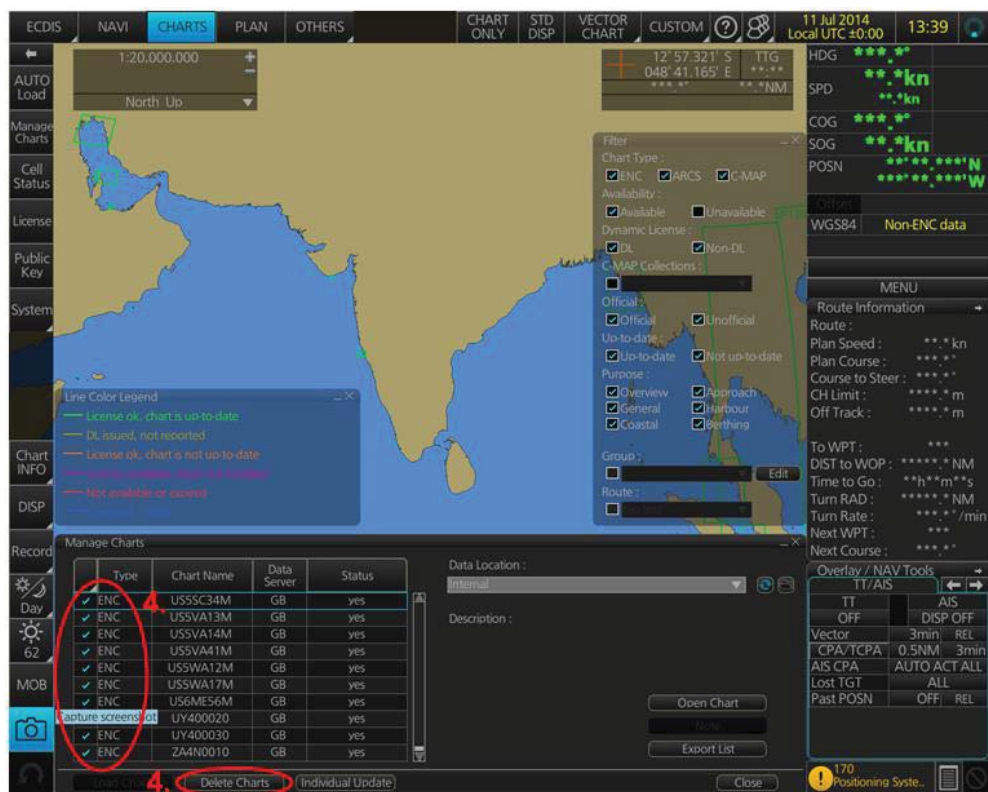 ECDIS NAVI CHARTS PLAN OTHERS CHART ONLY STD DISP VECTOR CHART CUSTOM ? 11 Jul 2014 Local UTC ±0:00 13:39
AUTO Load
Manage Charts
Cell Status
License
Public Key
System
Chart INFO
DISP
Record
Day
62
MOB
1:20,000,000 + −
North Up
12°57.321' S TTG
048°41.165' E **:**
***.*° **.*NM
Filter
Chart Type :
ENC ARCS C-MAP
Availability :
Available Unavailable
Dynamic License :
DL Non-DL
C-MAP Collections :
Official :
Official Unofficial
Up-to-date :
Up-to-date Not up-to-date
Purpose :
Overview Approach
General Harbour
Coastal Berthing
Group :
Edit
Route :
Line Color Legend
License ok, chart is up-to-date
DL issued, not reported
License ok, chart is not up-to-date
Not available or expired
Manage Charts
Type Chart Name Data Server Status
4.
ENC US5SC34M GB yes
ENC US5VA13M GB yes
ENC US5VA14M GB yes
ENC US5VA41M GB yes
ENC US5WA12M GB yes
ENC US5WA17M GB yes
ENC US6ME56M GB yes
Capture screenshot UY400020 GB yes
ENC UY400030 GB yes
ENC ZA4N0010 GB yes
Data Location :
Internal
Description :
Open Chart
Note
Export List
4. Delete Charts Individual Update Close
HDG ***.*°
SPD **.*kn
**.*kn
COG ***.*°
SOG **.*kn
POSN **°**.***'N
***°**.***'W
Offset
WGS84 Non-ENC data
MENU
Route Information
Route :
Plan Speed : **.* kn
Plan Course : ***.*°
Course to Steer : ***.*°
CH Limit : ****.* m
Off Track : ****.* m
To WPT : ***
DIST to WOP : *****.* NM
Time to Go : **h**m**s
Turn RAD : *****.* NM
Turn Rate : ***.*°/min
Next WPT : ***
Next Course : ***.*°
Overlay / NAV Tools
TT/AIS
TT AIS
OFF DISP OFF
Vector 3min REL
CPA/TCPA 0.5NM 3min
AIS CPA AUTO ACT ALL
Lost TGT ALL
Past POSN OFF REL
170
Positioning Syste..